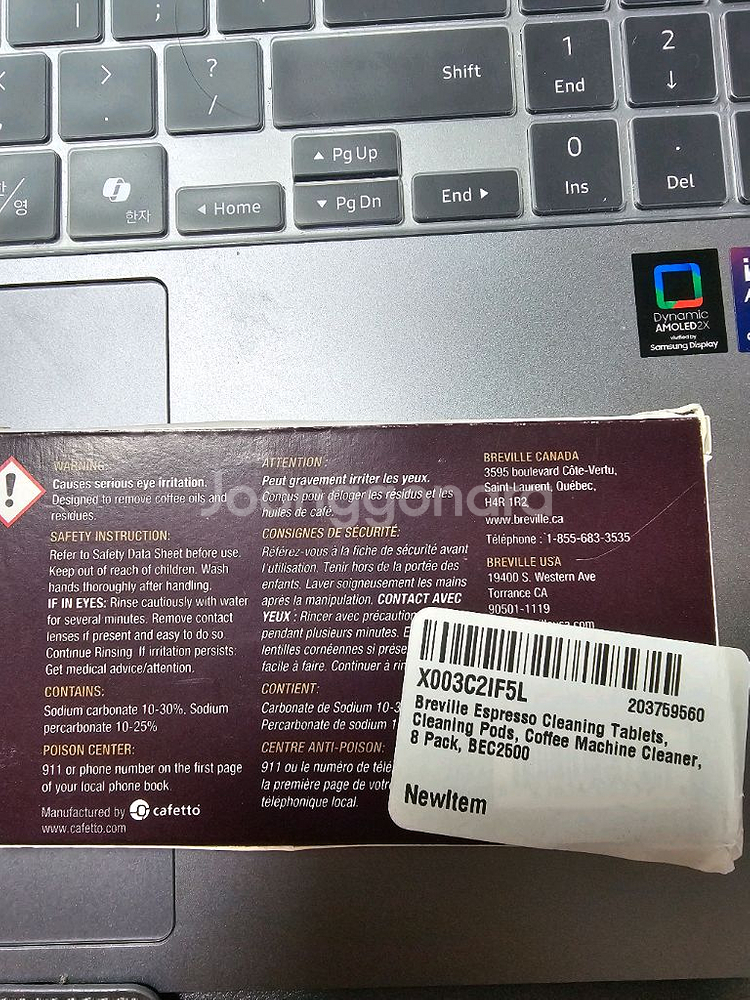 ;
:
>
.
?
/
Shift
1
End
2
↓
영
한자
◂ Home
▴ Pg Up
▾ Pg Dn
End ▸
0
Ins
.
Del
Dynamic
AMOLED2X
verified by
Samsung Display
Joonggonara
WARNING:
Causes serious eye irritation.
Designed to remove coffee oils and
residues.
SAFETY INSTRUCTION:
Refer to Safety Data Sheet before use.
Keep out of reach of children. Wash
hands thoroughly after handling.
IF IN EYES: Rinse cautiously with water
for several minutes. Remove contact
lenses if present and easy to do so.
Continue Rinsing. If irritation persists:
Get medical advice/attention.
CONTAINS:
Sodium carbonate 10-30%, Sodium
percarbonate 10-25%
POISON CENTER:
911 or phone number on the first page
of your local phone book.
Manufactured by cafetto
www.cafetto.com
ATTENTION :
Peut gravement irriter les yeux.
Conçus pour déloger les résidus et les
huiles de café.
CONSIGNES DE SÉCURITÉ:
Référez-vous à la fiche de sécurité avant
l'utilisation. Tenir hors de la portée des
enfants. Laver soigneusement les mains
après la manipulation. CONTACT AVEC
YEUX : Rincer avec précaution
pendant plusieurs minutes. E
lentilles cornéennes si prése
facile à faire. Continuer à rin
CONTIENT:
Carbonate de Sodium 10-3
Percarbonate de sodium 1
CENTRE ANTI-POISON:
911 ou le numéro de télé
la première page de votr
téléphonique local.
BREVILLE CANADA
3595 boulevard Côte-Vertu,
Saint-Laurent, Québec,
H4R 1R2
www.breville.ca
Téléphone : 1-855-683-3535
BREVILLE USA
19400 S. Western Ave
Torrance CA
90501-1119
X003C2IF5L
203759560
Breville Espresso Cleaning Tablets,
Cleaning Pods, Coffee Machine Cleaner,
8 Pack, BEC2500
NewItem